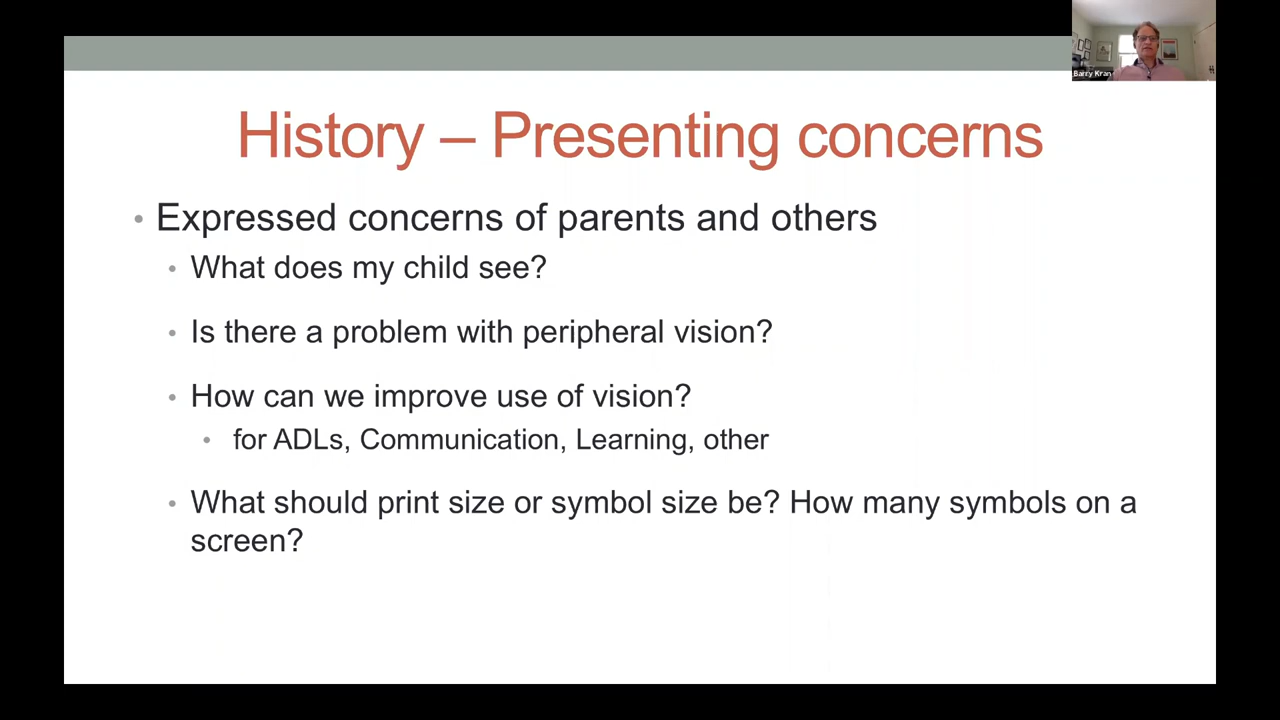 Barry Kran
History – Presenting concerns
• Expressed concerns of parents and others
• What does my child see?
• Is there a problem with peripheral vision?
• How can we improve use of vision?
• for ADLs, Communication, Learning, other
• What should print size or symbol size be? How many symbols on a
screen?